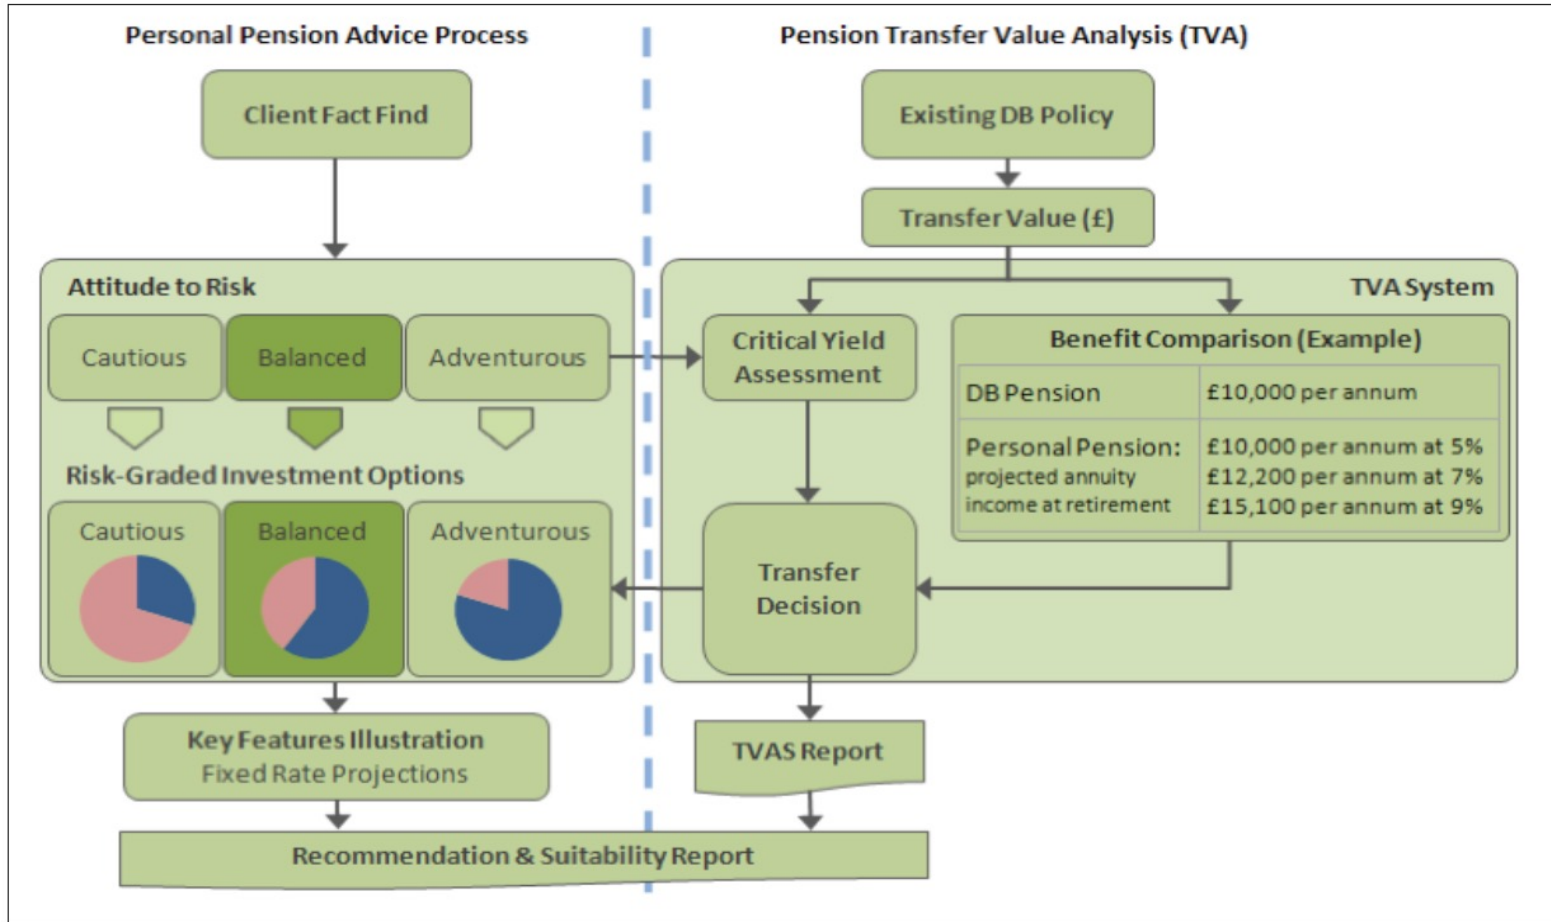 Personal Pension Advice Process
Pension Transfer Value Analysis (TVA)
Client Fact Find
Existing DB Policy
Transfer Value (£)
Attitude to Risk
Cautious
Balanced
Adventurous
Risk-Graded Investment Options
Cautious
Balanced
Adventurous
TVA System
Critical Yield
Assessment
Benefit Comparison (Example)
DB Pension
£10,000 per annum
Personal Pension:
projected annuity
income at retirement
£10,000 per annum at 5%
£12,200 per annum at 7%
£15,100 per annum at 9%
Transfer
Decision
Key Features Illustration
Fixed Rate Projections
TVAS Report
Recommendation & Suitability Report